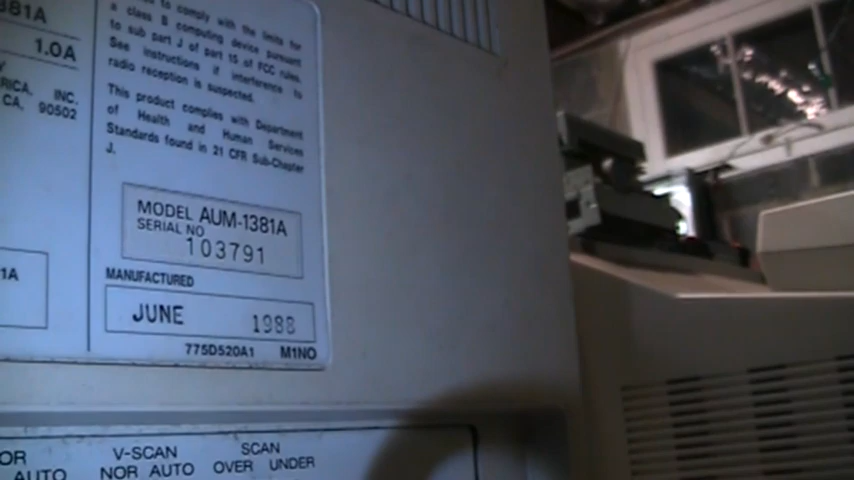 381A
1.0A
RICA, INC.
CA, 90502
1A
to comply with the limits for
a class B computing device pursuant
to sub part J of part 15 of FCC rules.
See instructions if interference to
radio reception is suspected.
This product complies with Department
of Health and Human Services
Standards found in 21 CFR Sub-Chapter
J.
MODEL AUM-1381A
SERIAL NO
103791
MANUFACTURED
JUNE 1988
775D520A1 M1NO
OR V-SCAN SCAN
AUTO NOR AUTO OVER UNDER